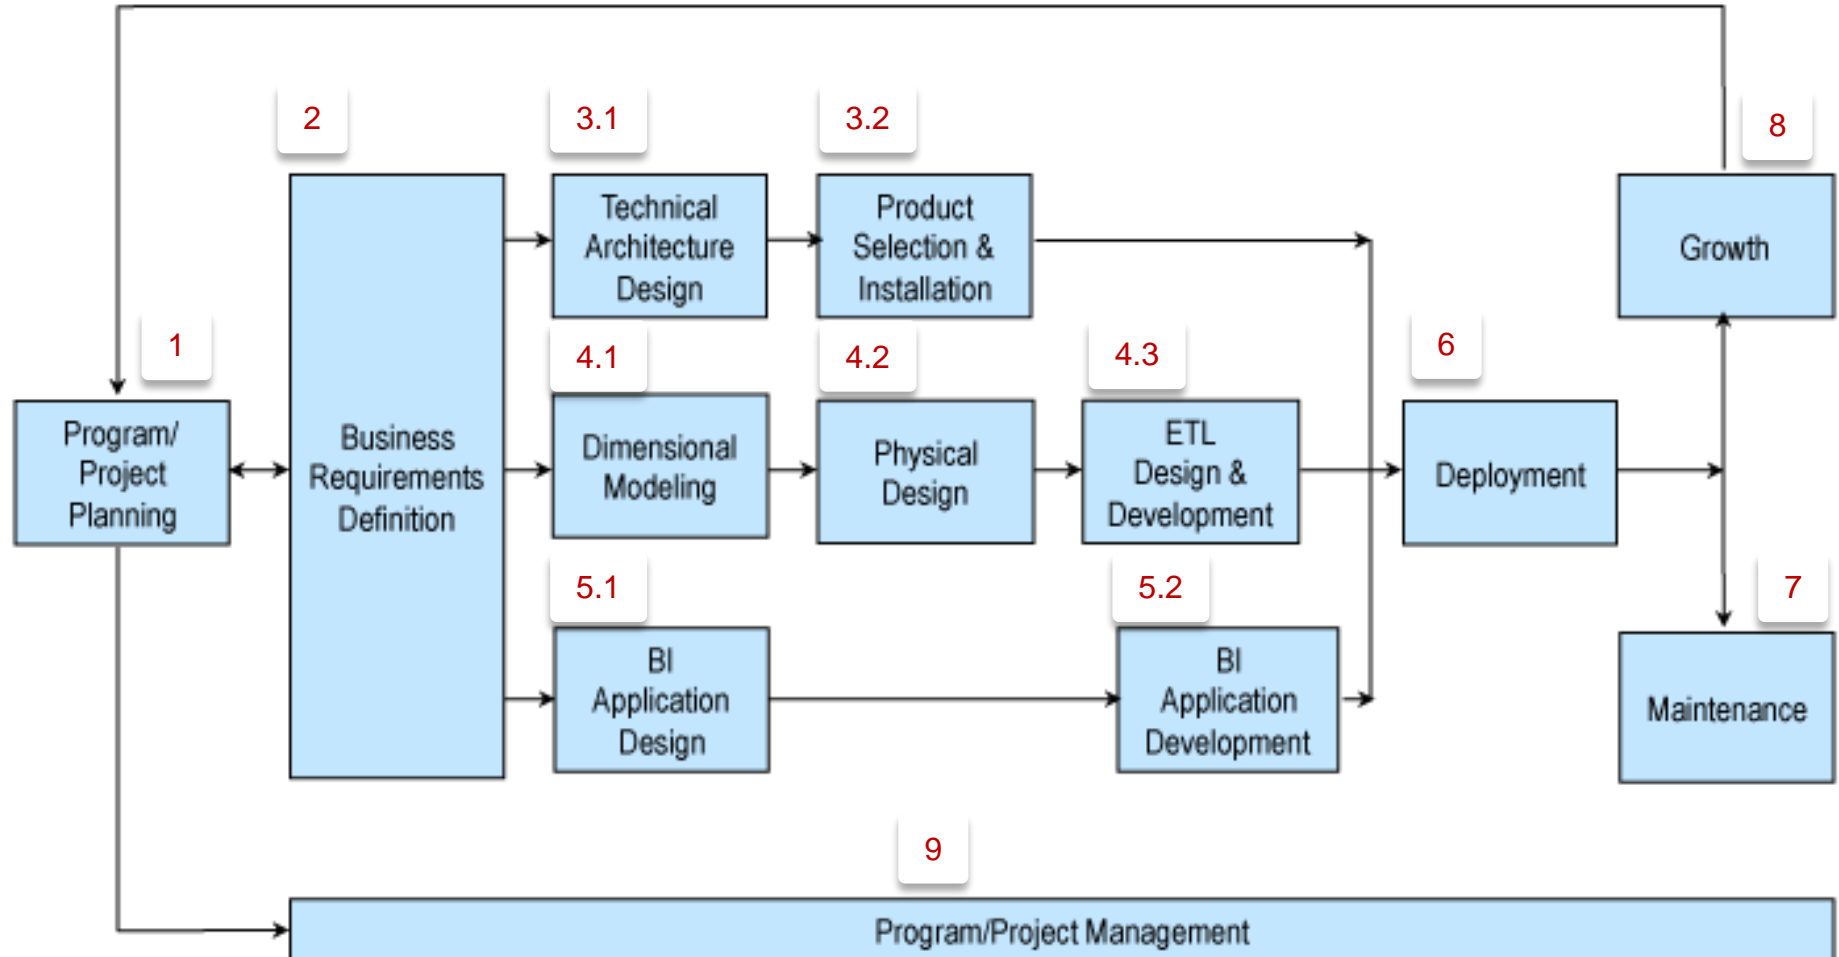 2
3.1
3.2
8
Technical
Architecture
Design
Product
Selection &
Installation
Growth
1
4.1
4.2
4.3
6
Program/
Project
Planning
Business
Requirements
Definition
Dimensional
Modeling
Physical
Design
ETL
Design &
Development
Deployment
5.1
5.2
7
BI
Application
Design
BI
Application
Development
Maintenance
9
Program/Project Management